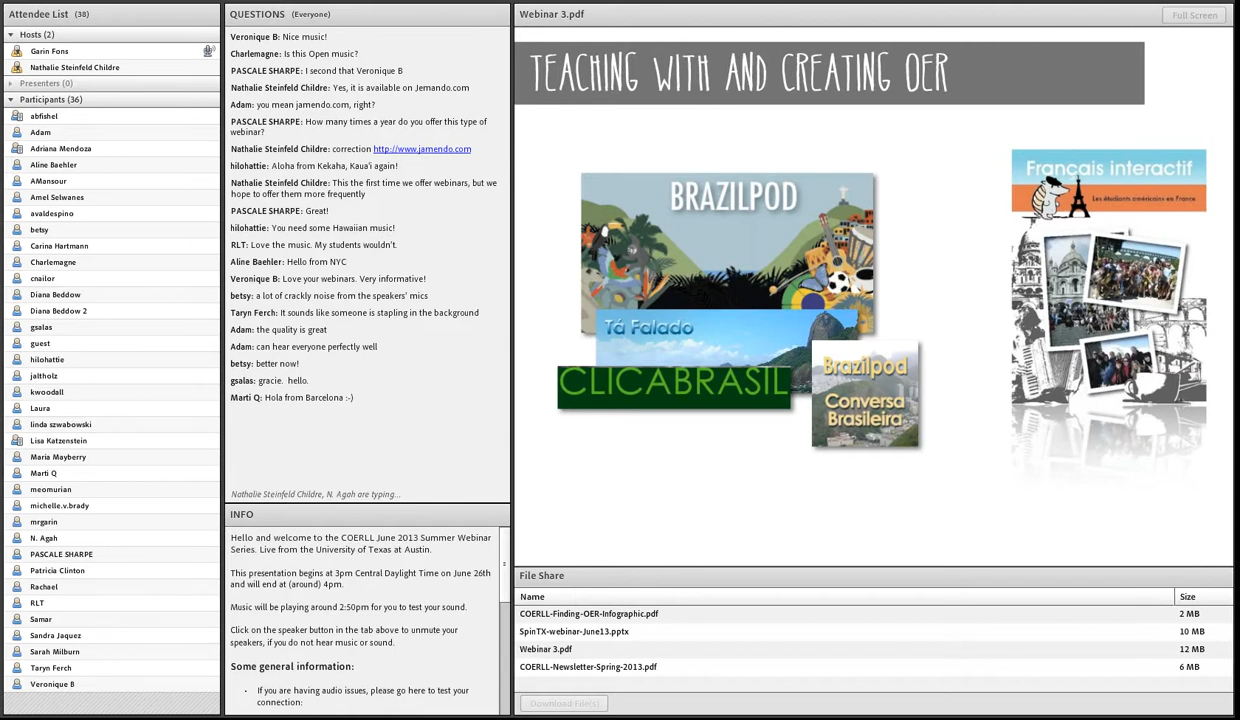 Attendee List (38)
Hosts (2)
Garin Fons
Nathalie Steinfeld Childre
Presenters (0)
Participants (36)
abfishel
Adam
Adriana Mendoza
Aline Baehler
AMansour
Amel Selwanes
avaldespino
betsy
Carina Hartmann
Charlemagne
cnailor
Diana Beddow
Diana Beddow 2
gsalas
guest
hilohattie
jaltholz
kwoodall
Laura
linda szwabowski
Lisa Katzenstein
Maria Mayberry
Marti Q
meomurian
michelle.v.brady
mrgarin
N. Agah
PASCALE SHARPE
Patricia Clinton
Rachael
RLT
Samar
Sandra Jaquez
Sarah Milburn
Taryn Ferch
Veronique B
QUESTIONS (Everyone)
Veronique B: Nice music!
Charlemagne: Is this Open music?
PASCALE SHARPE: I second that Veronique B
Nathalie Steinfeld Childre: Yes, it is available on Jemando.com
Adam: you mean jamendo.com, right?
PASCALE SHARPE: How many times a year do you offer this type of
webinar?
Nathalie Steinfeld Childre: correction http://www.jamendo.com
hilohattie: Aloha from Kekaha, Kaua'i again!
Nathalie Steinfeld Childre: This the first time we offer webinars, but we
hope to offer them more frequently
PASCALE SHARPE: Great!
hilohattie: You need some Hawaiian music!
RLT: Love the music. My students wouldn't.
Aline Baehler: Hello from NYC
Veronique B: Love your webinars. Very informative!
betsy: a lot of crackly noise from the speakers' mics
Taryn Ferch: It sounds like someone is stapling in the background
Adam: the quality is great
Adam: can hear everyone perfectly well
betsy: better now!
gsalas: gracie. hello.
Marti Q: Hola from Barcelona :-)
Nathalie Steinfeld Childre, N. Agah are typing...
INFO
Hello and welcome to the COERLL June 2013 Summer Webinar
Series. Live from the University of Texas at Austin.
This presentation begins at 3pm Central Daylight Time on June 26th
and will end at (around) 4pm.
Music will be playing around 2:50pm for you to test your sound.
Click on the speaker button in the tab above to unmute your
speakers, if you do not hear music or sound.
Some general information:
• If you are having audio issues, please go here to test your
connection:
Webinar 3.pdf
Full Screen
TEACHING WITH AND CREATING OER
BRAZILPOD
Tá Falado
CLICABRASIL
Brazilpod
Conversa
Brasileira
Français interactif
Les étudiants américains en France
File Share
Name Size
COERLL-Finding-OER-Infographic.pdf 2 MB
SpinTX-webinar-June13.pptx 10 MB
Webinar 3.pdf 12 MB
COERLL-Newsletter-Spring-2013.pdf 6 MB
Download File(s)